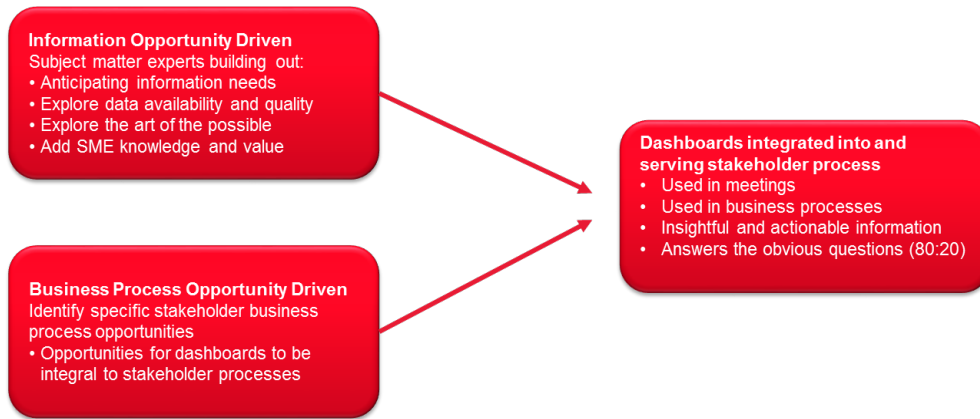 Information Opportunity Driven
Subject matter experts building out:
• Anticipating information needs
• Explore data availability and quality
• Explore the art of the possible
• Add SME knowledge and value
Business Process Opportunity Driven
Identify specific stakeholder business
process opportunities
• Opportunities for dashboards to be
integral to stakeholder processes
Dashboards integrated into and
serving stakeholder process
• Used in meetings
• Used in business processes
• Insightful and actionable information
• Answers the obvious questions (80:20)